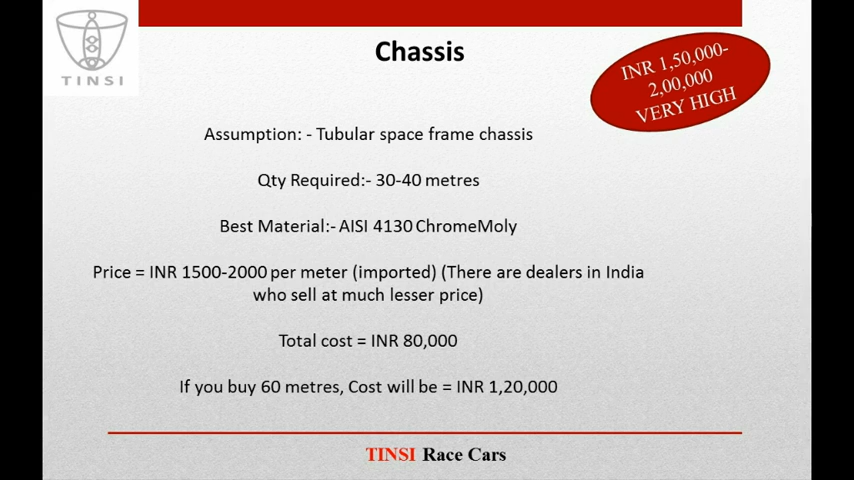 TINSI
Chassis
INR 1,50,000-
2,00,000
VERY HIGH
Assumption: - Tubular space frame chassis
Qty Required:- 30-40 metres
Best Material:- AISI 4130 ChromeMoly
Price = INR 1500-2000 per meter (imported) (There are dealers in India
who sell at much lesser price)
Total cost = INR 80,000
If you buy 60 metres, Cost will be = INR 1,20,000
TINSI Race Cars